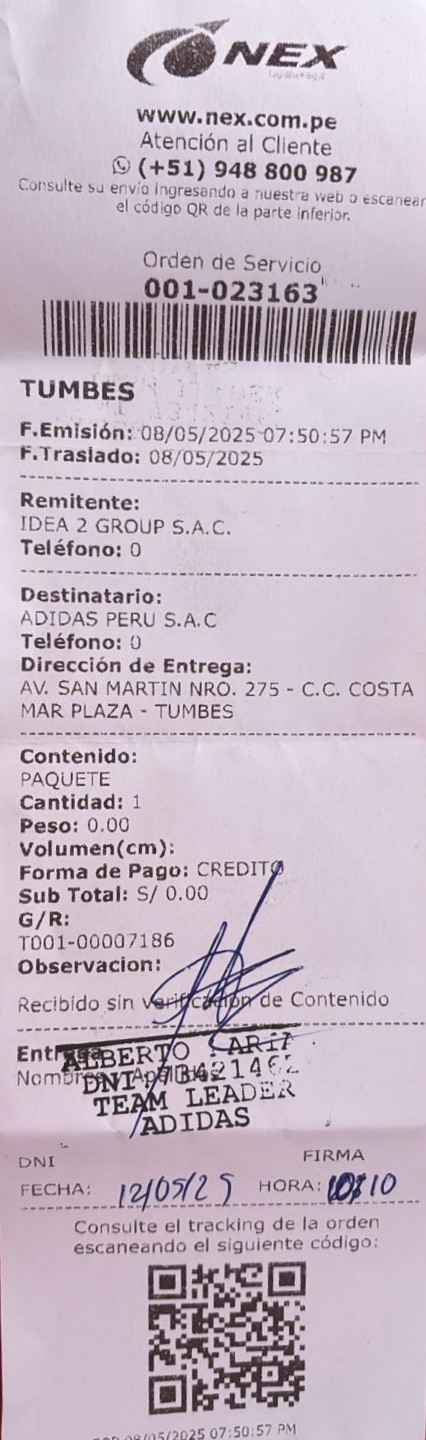 NEX
www.nex.com.pe
Atención al Cliente
(+51) 948 800 987
Consulte su envío ingresando a nuestra web o escanear
el código QR de la parte inferior.
Orden de Servicio
001-023163
TUMBES
F.Emisión: 08/05/2025 07:50:57 PM
F.Traslado: 08/05/2025
Remitente:
IDEA 2 GROUP S.A.C.
Teléfono: 0
Destinatario:
ADIDAS PERU S.A.C
Teléfono: 0
Dirección de Entrega:
AV. SAN MARTIN NRO. 275 - C.C. COSTA
MAR PLAZA - TUMBES
Contenido:
PAQUETE
Cantidad: 1
Peso: 0.00
Volumen(cm):
Forma de Pago: CREDITO
Sub Total: S/ 0.00
G/R:
T001-00007186
Observacion:
Recibido sin verificación de Contenido
ALBERTO
DNI
TEAM LEADER
ADIDAS
DNI FIRMA
FECHA: 12/05/25 HORA: 10
Consulte el tracking de la orden
escaneando el siguiente código:
08/05/2025 07:50:57 PM